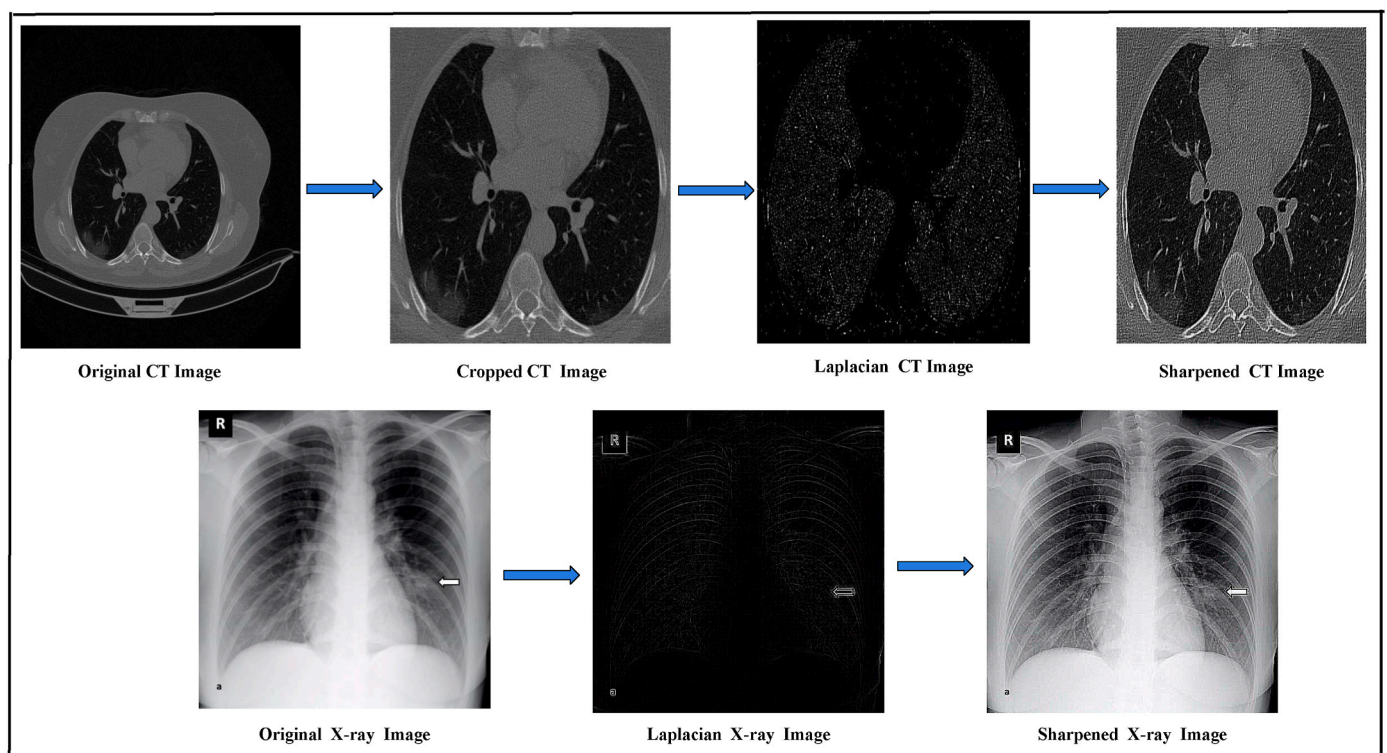 Original CT Image
Cropped CT Image
Laplacian CT Image
Sharpened CT Image
R
R
R
a
a
a
Original X-ray Image
Laplacian X-ray Image
Sharpened X-ray Image